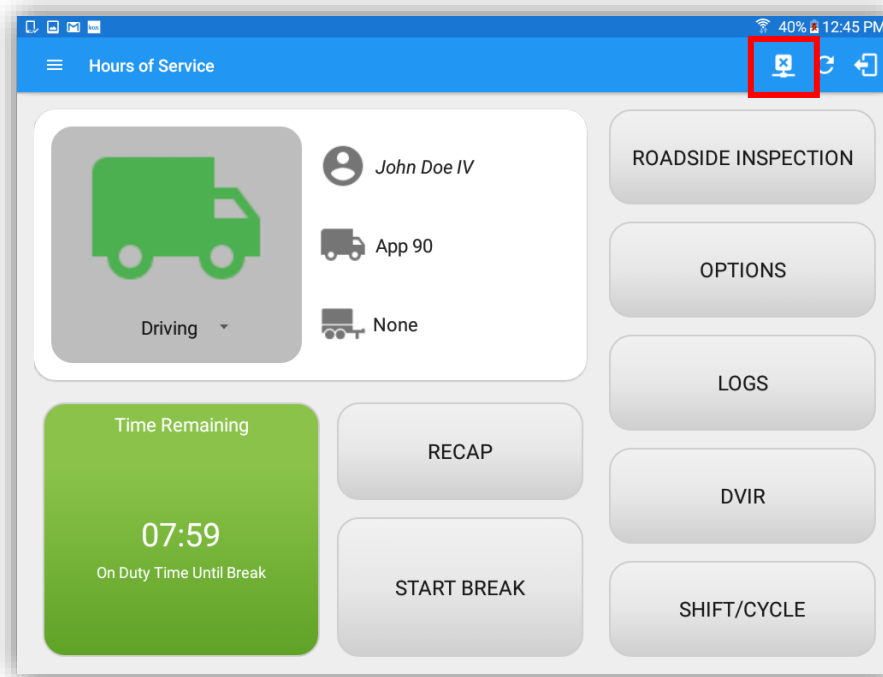 40% 12:45 PM
Hours of Service
John Doe IV
App 90
None
Driving
Time Remaining
07:59
On Duty Time Until Break
RECAP
START BREAK
ROADSIDE INSPECTION
OPTIONS
LOGS
DVIR
SHIFT/CYCLE